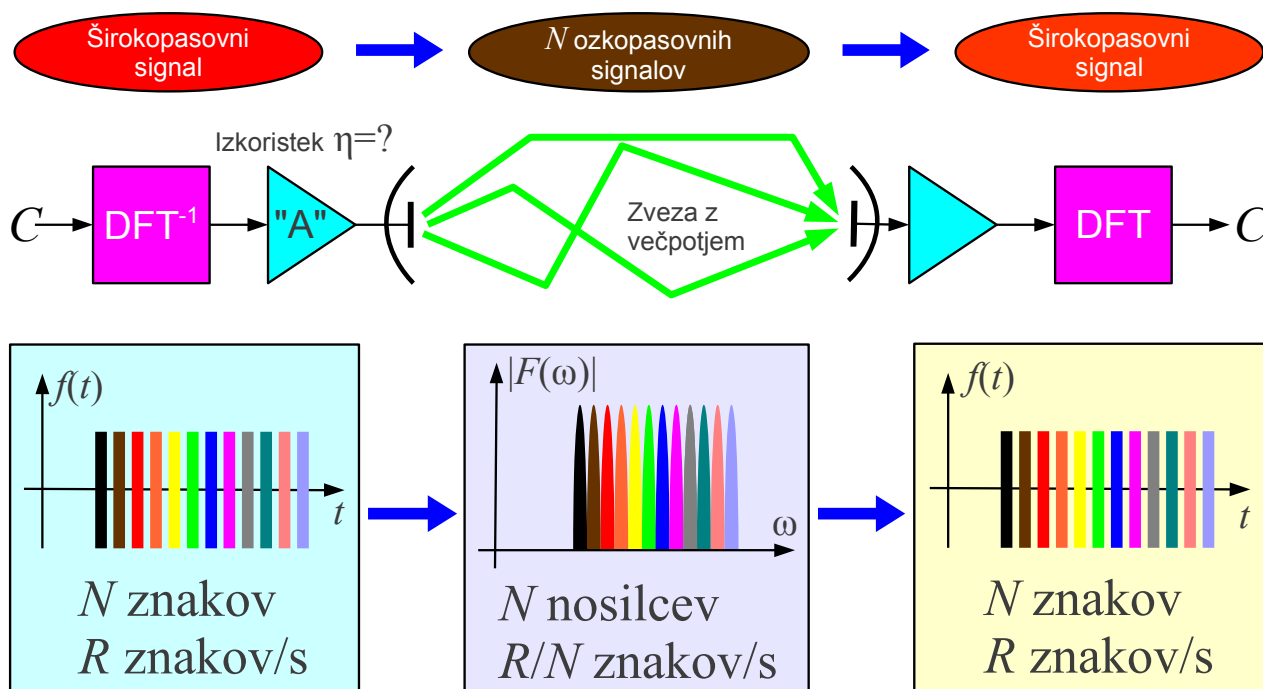 Širokopasovni
signal
N ozkopasovnih
signalov
Širokopasovni
signal
Izkoristek η=?
C
DFT⁻¹
"A"
Zveza z
večpotjem
DFT
C
f(t)
t
N znakov
R znakov/s
|F(ω)|
ω
N nosilcev
R/N znakov/s
f(t)
t
N znakov
R znakov/s